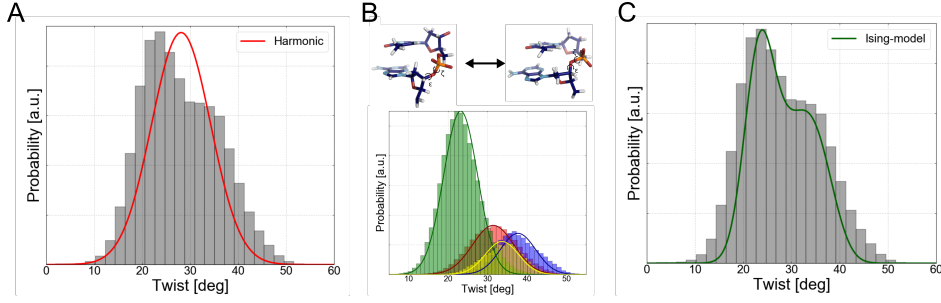 A
Harmonic
Probability [a.u.]
0 10 20 30 40 50 60
Twist [deg]
B
ε ζ
ε ζ
Probability [a.u.]
10 20 30 40 50
Twist [deg]
C
Ising-model
Probability [a.u.]
0 10 20 30 40 50 60
Twist [deg]